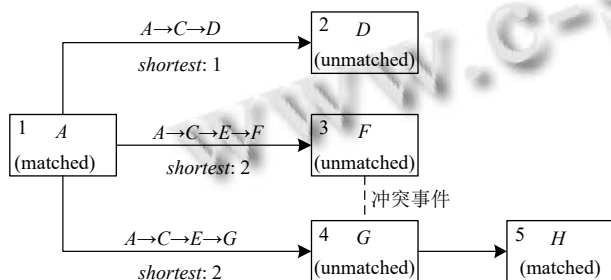 A→C→D
shortest: 1
2 D
(unmatched)
1 A
(matched)
A→C→E→F
shortest: 2
3 F
(unmatched)
冲突事件
A→C→E→G
shortest: 2
4 G
(unmatched)
5 H
(matched)
www.c-